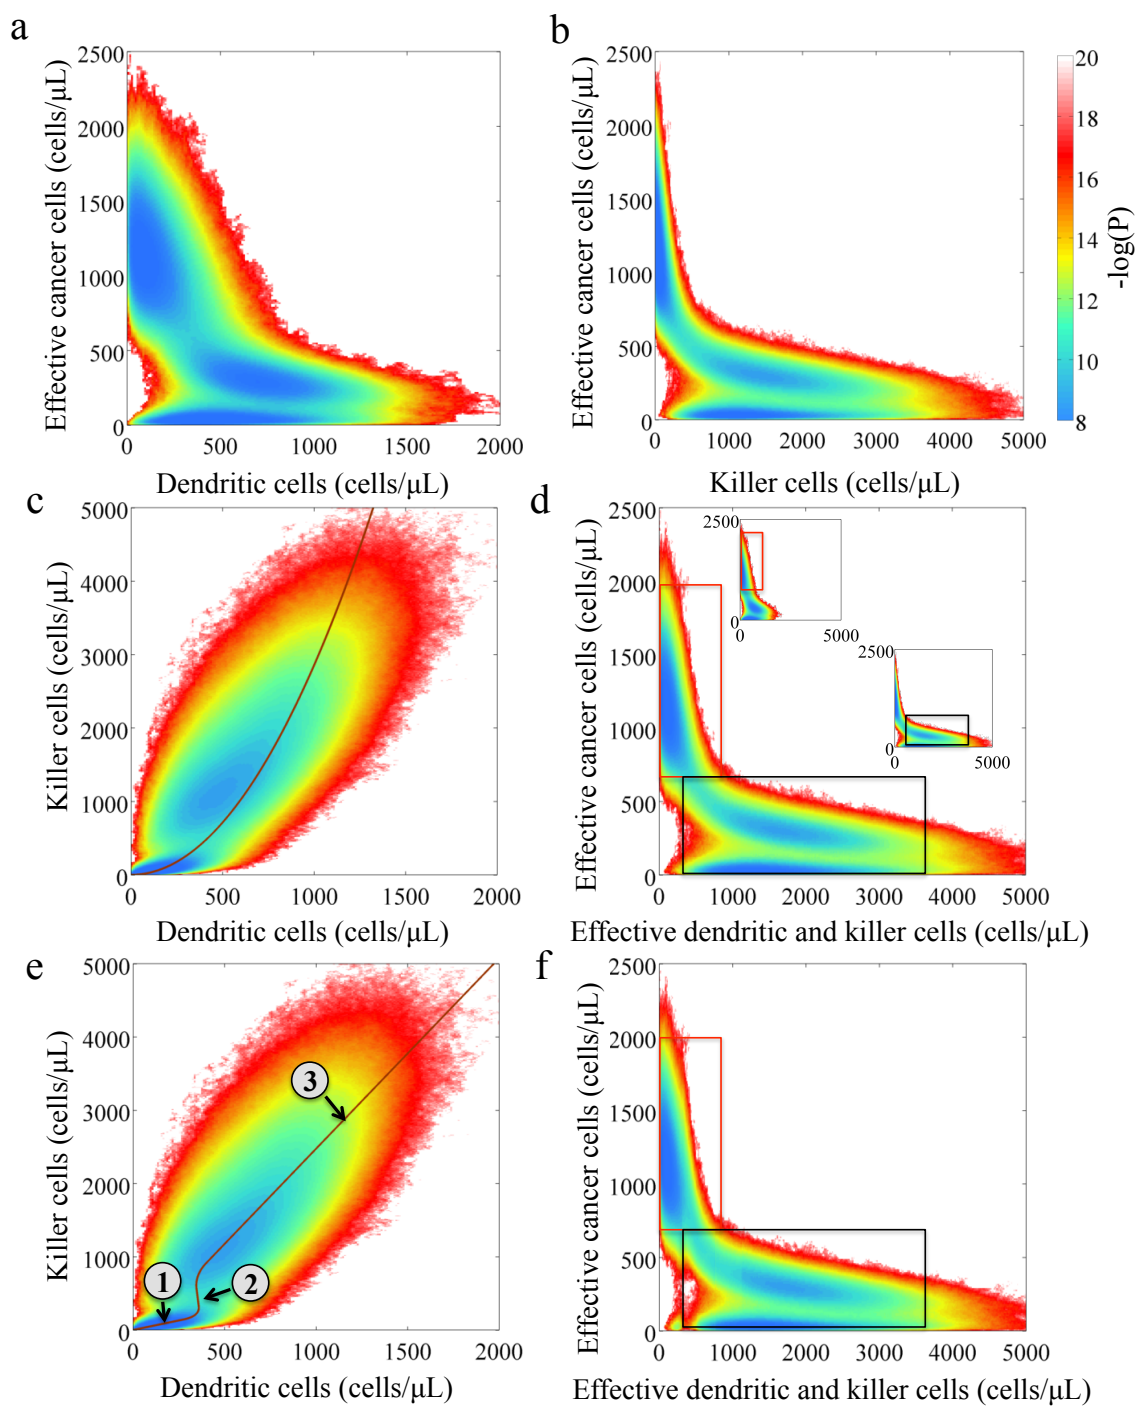 a
b
2500
2000
1500
1000
500
0
0 500 1000 1500 2000
Effective cancer cells (cells/μL)
Dendritic cells (cells/μL)
2500
2000
1500
1000
500
0
0 1000 2000 3000 4000 5000
Effective cancer cells (cells/μL)
Killer cells (cells/μL)
20
18
16
14
12
10
8
-log(P)
c
d
5000
4000
3000
2000
1000
0
0 500 1000 1500 2000
Killer cells (cells/μL)
Dendritic cells (cells/μL)
2500
2000
1500
1000
500
0
0 1000 2000 3000 4000 5000
Effective cancer cells (cells/μL)
Effective dendritic and killer cells (cells/μL)
2500
0
0 5000
2500
0
0 5000
e
f
5000
4000
3000
2000
1000
0
0 500 1000 1500 2000
Killer cells (cells/μL)
Dendritic cells (cells/μL)
1
2
3
2500
2000
1500
1000
500
0
0 1000 2000 3000 4000 5000
Effective cancer cells (cells/μL)
Effective dendritic and killer cells (cells/μL)